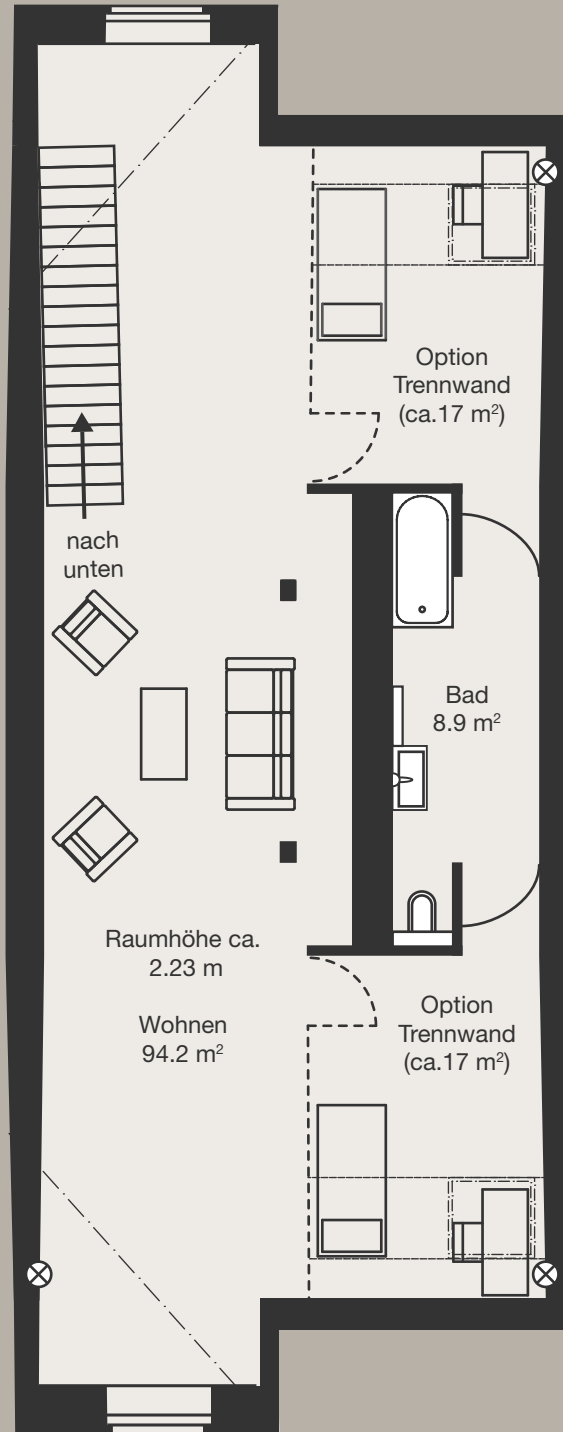 Option
Trennwand
(ca.17 m²)
nach
unten
Bad
8.9 m²
Raumhöhe ca.
2.23 m
Wohnen
94.2 m²
Option
Trennwand
(ca.17 m²)